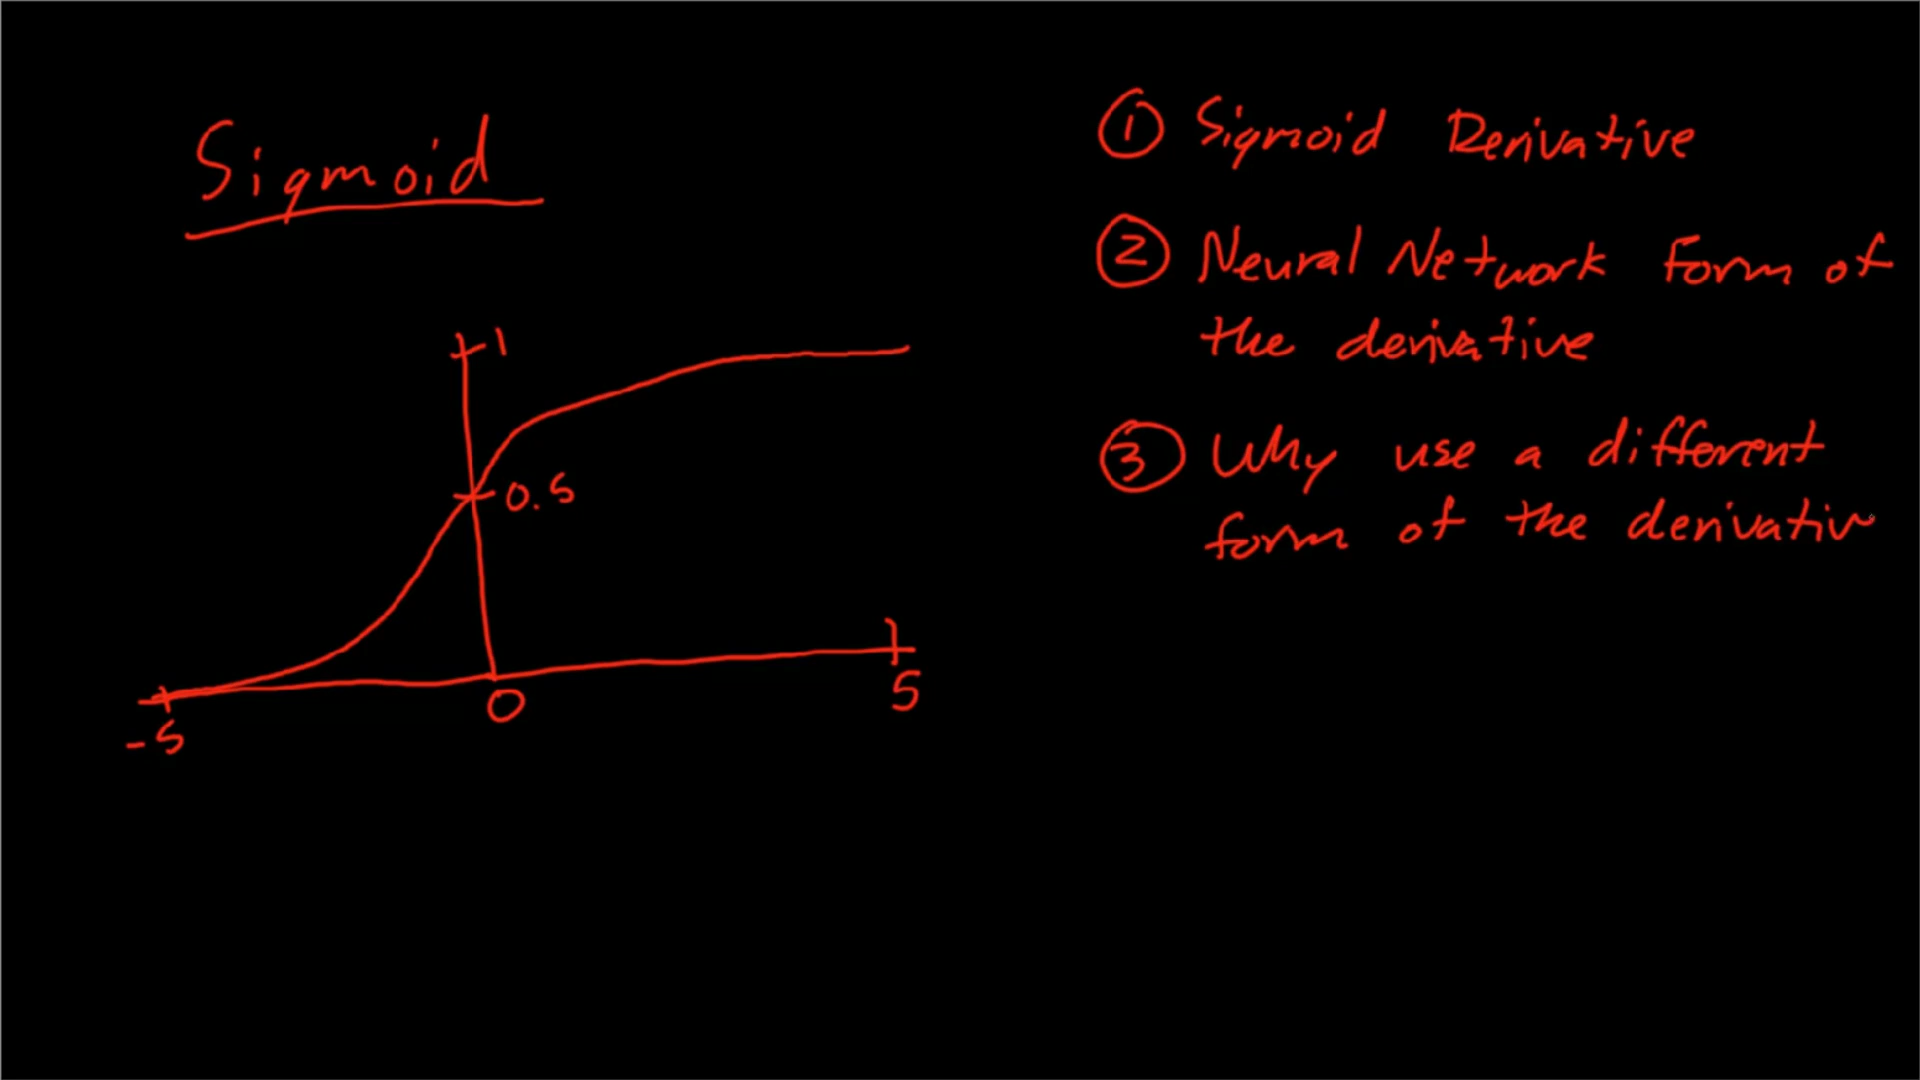 Sigmoid
1
0.5
-5
0
5
① Sigmoid Derivative
② Neural Network Form of
the derivative
③ Why use a different
form of the derivativ